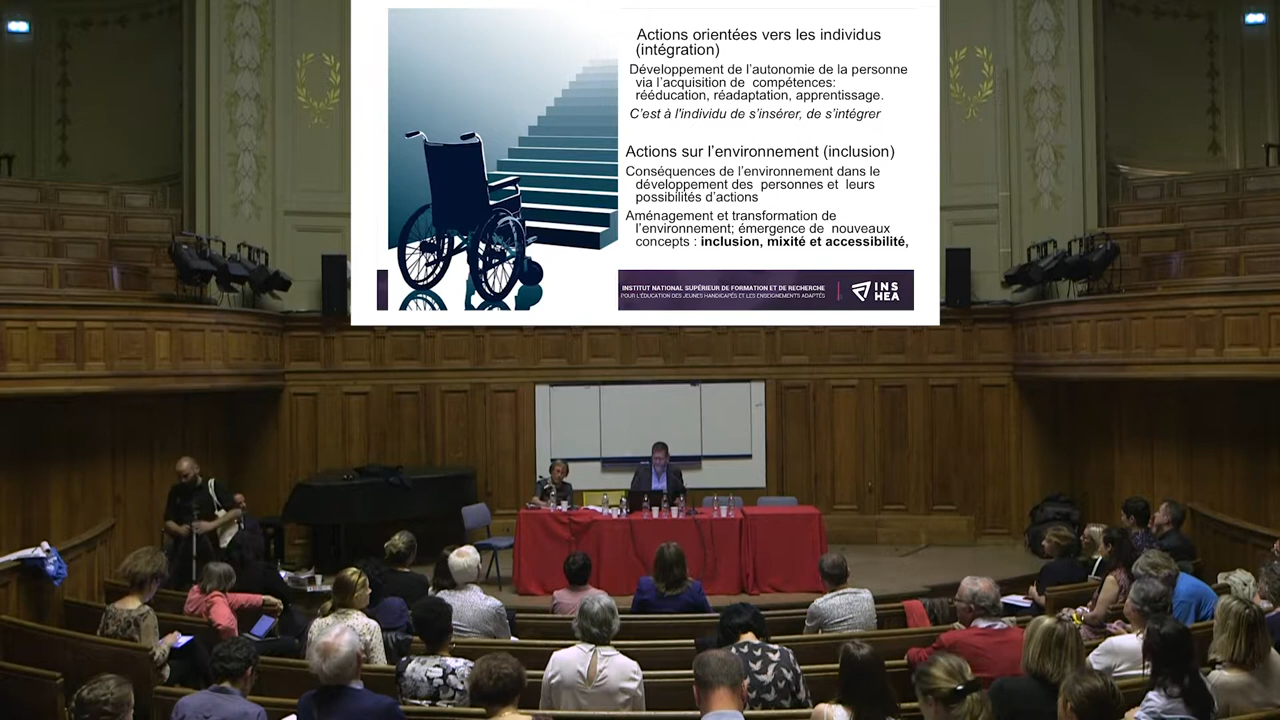 Actions orientées vers les individus
(intégration)
Développement de l’autonomie de la personne
via l’acquisition de compétences:
rééducation, réadaptation, apprentissage.
C'est à l'individu de s’insérer, de s’intégrer
Actions sur l’environnement (inclusion)
Conséquences de l’environnement dans le
développement des personnes et leurs
possibilités d’actions
Aménagement et transformation de
l’environnement; émergence de nouveaux
concepts : inclusion, mixité et accessibilité,
INSTITUT NATIONAL SUPÉRIEUR DE FORMATION ET DE RECHERCHE
POUR L'ÉDUCATION DES JEUNES HANDICAPÉS ET LES ENSEIGNEMENTS ADAPTÉS
INS
HEA